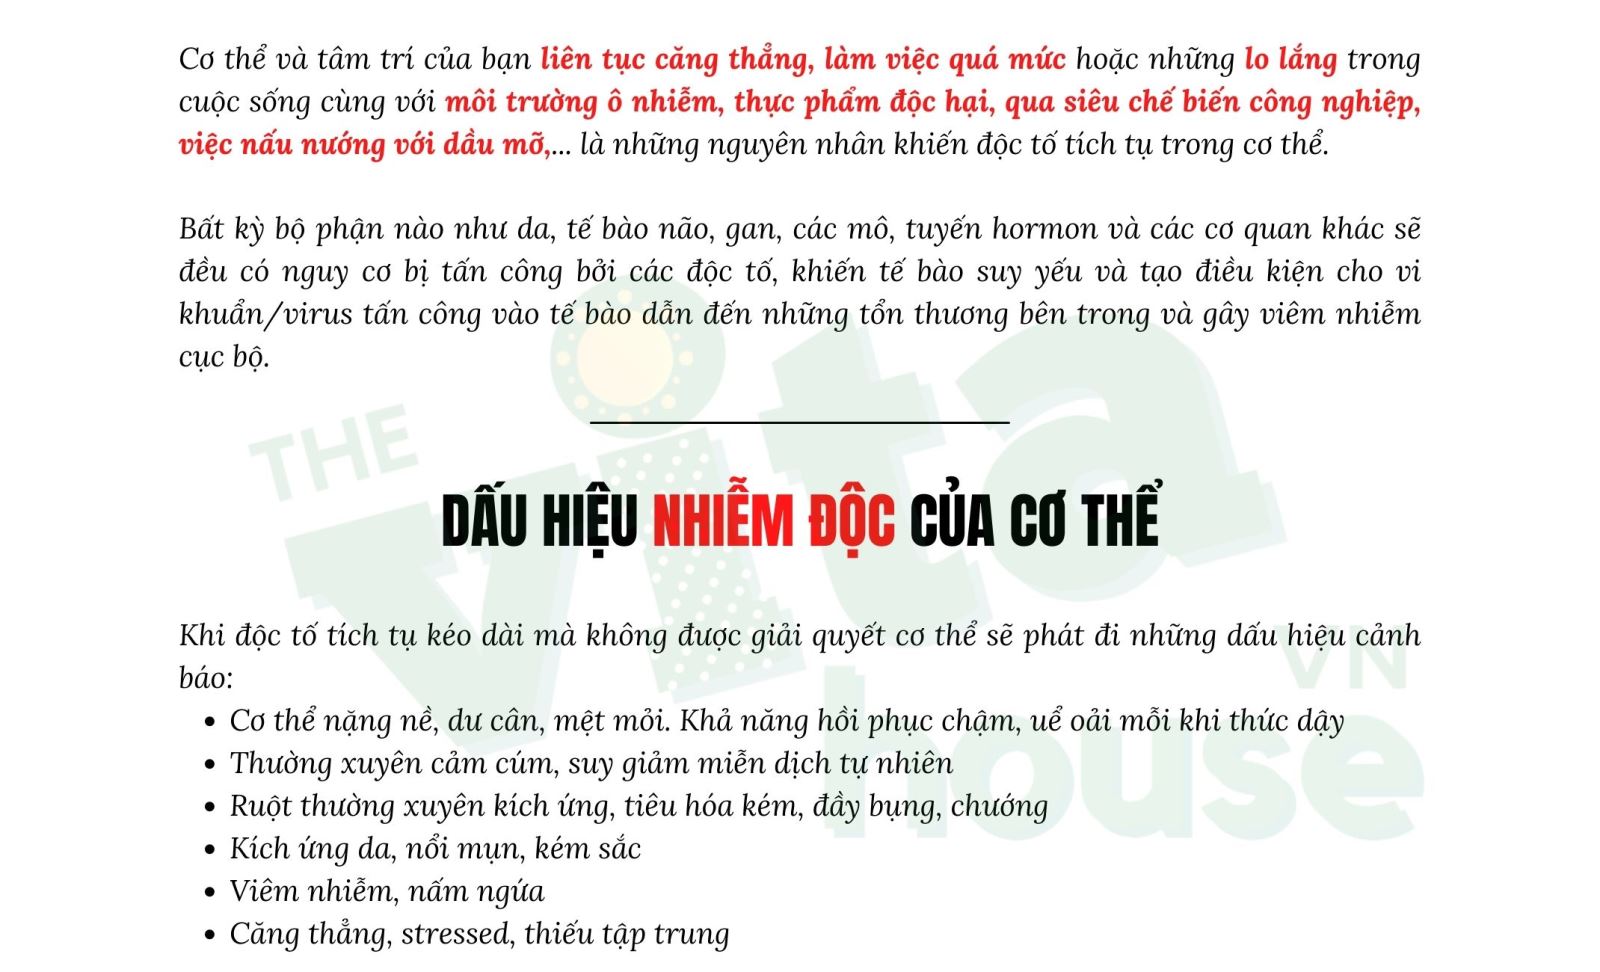 Cơ thể và tâm trí của bạn liên tục căng thẳng, làm việc quá mức hoặc những lo lắng trong
cuộc sống cùng với môi trường ô nhiễm, thực phẩm độc hại, qua siêu chế biến công nghiệp,
việc nấu nướng với dầu mỡ,... là những nguyên nhân khiến độc tố tích tụ trong cơ thể.
Bất kỳ bộ phận nào như da, tế bào não, gan, các mô, tuyến hormon và các cơ quan khác sẽ
đều có nguy cơ bị tấn công bởi các độc tố, khiến tế bào suy yếu và tạo điều kiện cho vi
khuẩn/virus tấn công vào tế bào dẫn đến những tổn thương bên trong và gây viêm nhiễm
cục bộ.
THE
vita
house
VN
DẤU HIỆU NHIỄM ĐỘC CỦA CƠ THỂ
Khi độc tố tích tụ kéo dài mà không được giải quyết cơ thể sẽ phát đi những dấu hiệu cảnh
báo:
• Cơ thể nặng nề, dư cân, mệt mỏi. Khả năng hồi phục chậm, uể oải mỗi khi thức dậy
• Thường xuyên cảm cúm, suy giảm miễn dịch tự nhiên
• Ruột thường xuyên kích ứng, tiêu hóa kém, đầy bụng, chướng
• Kích ứng da, nổi mụn, kém sắc
• Viêm nhiễm, nấm ngứa
• Căng thẳng, stressed, thiếu tập trung